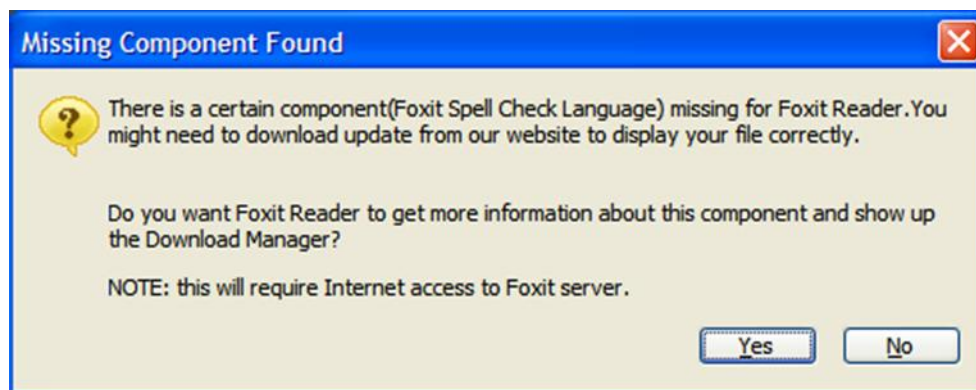 Missing Component Found
There is a certain component(Foxit Spell Check Language) missing for Foxit Reader.You
might need to download update from our website to display your file correctly.
Do you want Foxit Reader to get more information about this component and show up
the Download Manager?
NOTE: this will require Internet access to Foxit server.
Yes No